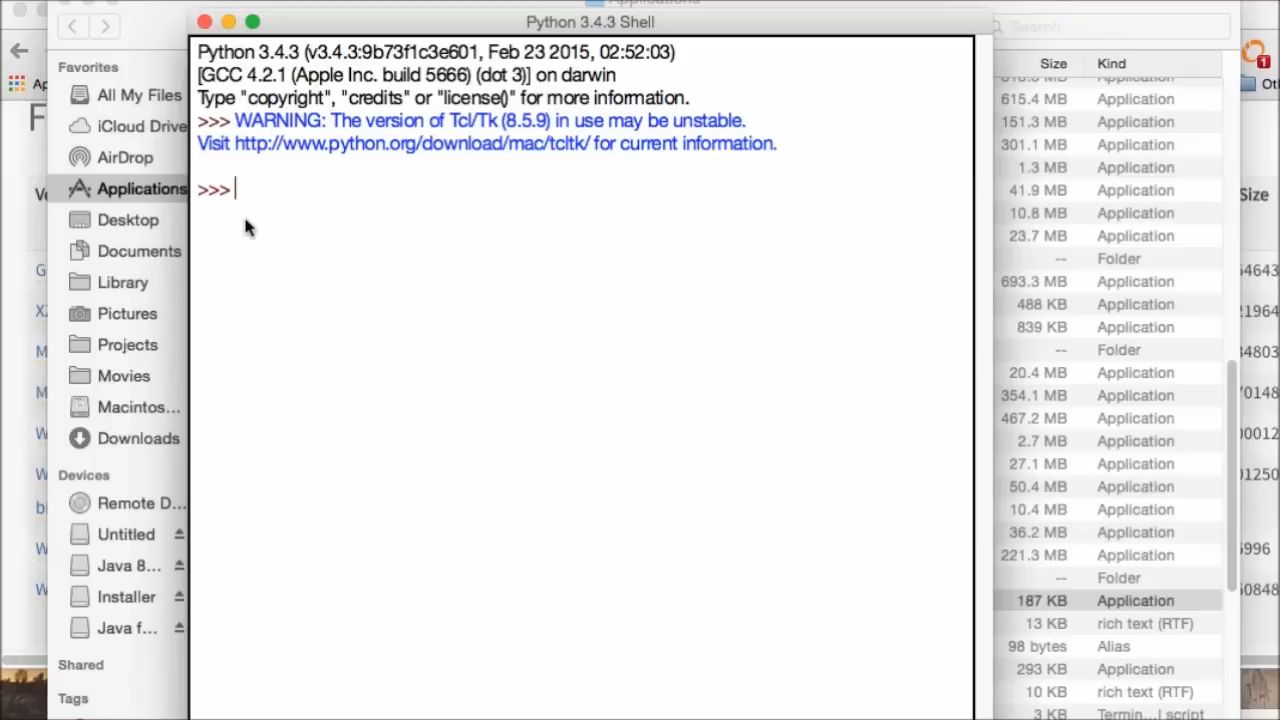 Applications
Python 3.4.3 Shell
Search
Python 3.4.3 (v3.4.3:9b73f1c3e601, Feb 23 2015, 02:52:03)
[GCC 4.2.1 (Apple Inc. build 5666) (dot 3)] on darwin
Type "copyright", "credits" or "license()" for more information.
>>> WARNING: The version of Tcl/Tk (8.5.9) in use may be unstable.
Visit http://www.python.org/download/mac/tcltk/ for current information.
>>>
Favorites
All My Files
iCloud Drive
AirDrop
Applications
Desktop
Documents
Library
Pictures
Projects
Movies
Macintos...
Downloads
Devices
Remote D...
Untitled
Java 8...
Installer
Java f...
Shared
Tags
Size Kind
615.4 MB Application
151.3 MB Application
301.1 MB Application
1.3 MB Application
41.9 MB Application
10.8 MB Application
23.7 MB Application
-- Folder
693.3 MB Application
488 KB Application
839 KB Application
-- Folder
20.4 MB Application
354.1 MB Application
467.2 MB Application
2.7 MB Application
27.1 MB Application
50.4 MB Application
10.4 MB Application
36.2 MB Application
221.3 MB Application
-- Folder
187 KB Application
13 KB rich text (RTF)
98 bytes Alias
293 KB Application
10 KB rich text (RTF)
3 KB Termin...l script
1
Size